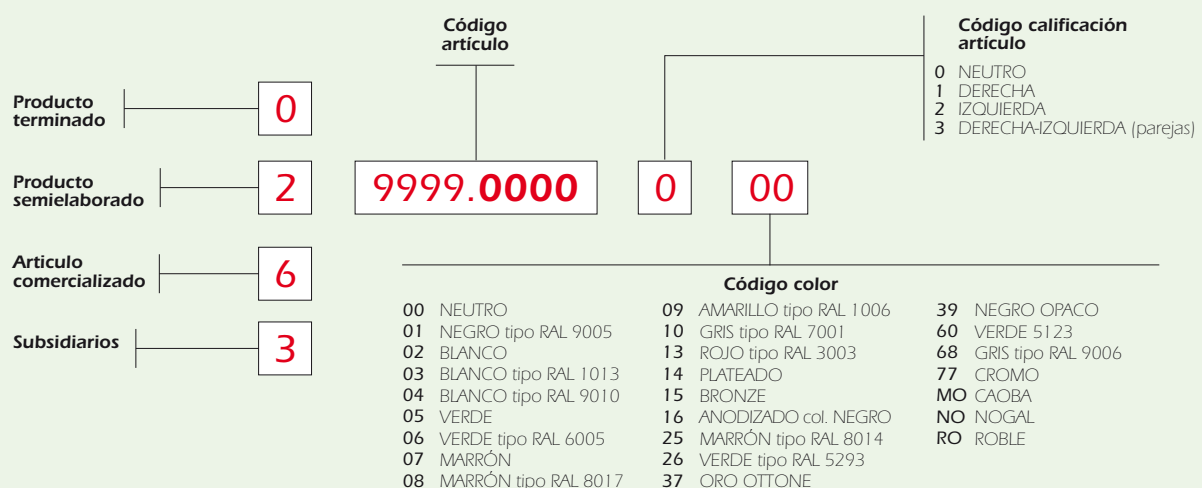 Código
artículo
Código calificación
artículo
0 NEUTRO
1 DERECHA
2 IZQUIERDA
3 DERECHA-IZQUIERDA (parejas)
Producto
terminado
0
Producto
semielaborado
2
9999.0000
0
00
Articulo
comercializado
6
Subsidiarios
3
Código color
00 NEUTRO
01 NEGRO tipo RAL 9005
02 BLANCO
03 BLANCO tipo RAL 1013
04 BLANCO tipo RAL 9010
05 VERDE
06 VERDE tipo RAL 6005
07 MARRÓN
08 MARRÓN tipo RAL 8017
09 AMARILLO tipo RAL 1006
10 GRIS tipo RAL 7001
13 ROJO tipo RAL 3003
14 PLATEADO
15 BRONZE
16 ANODIZADO col. NEGRO
25 MARRÓN tipo RAL 8014
26 VERDE tipo RAL 5293
37 ORO OTTONE
39 NEGRO OPACO
60 VERDE 5123
68 GRIS tipo RAL 9006
77 CROMO
MO CAOBA
NO NOGAL
RO ROBLE